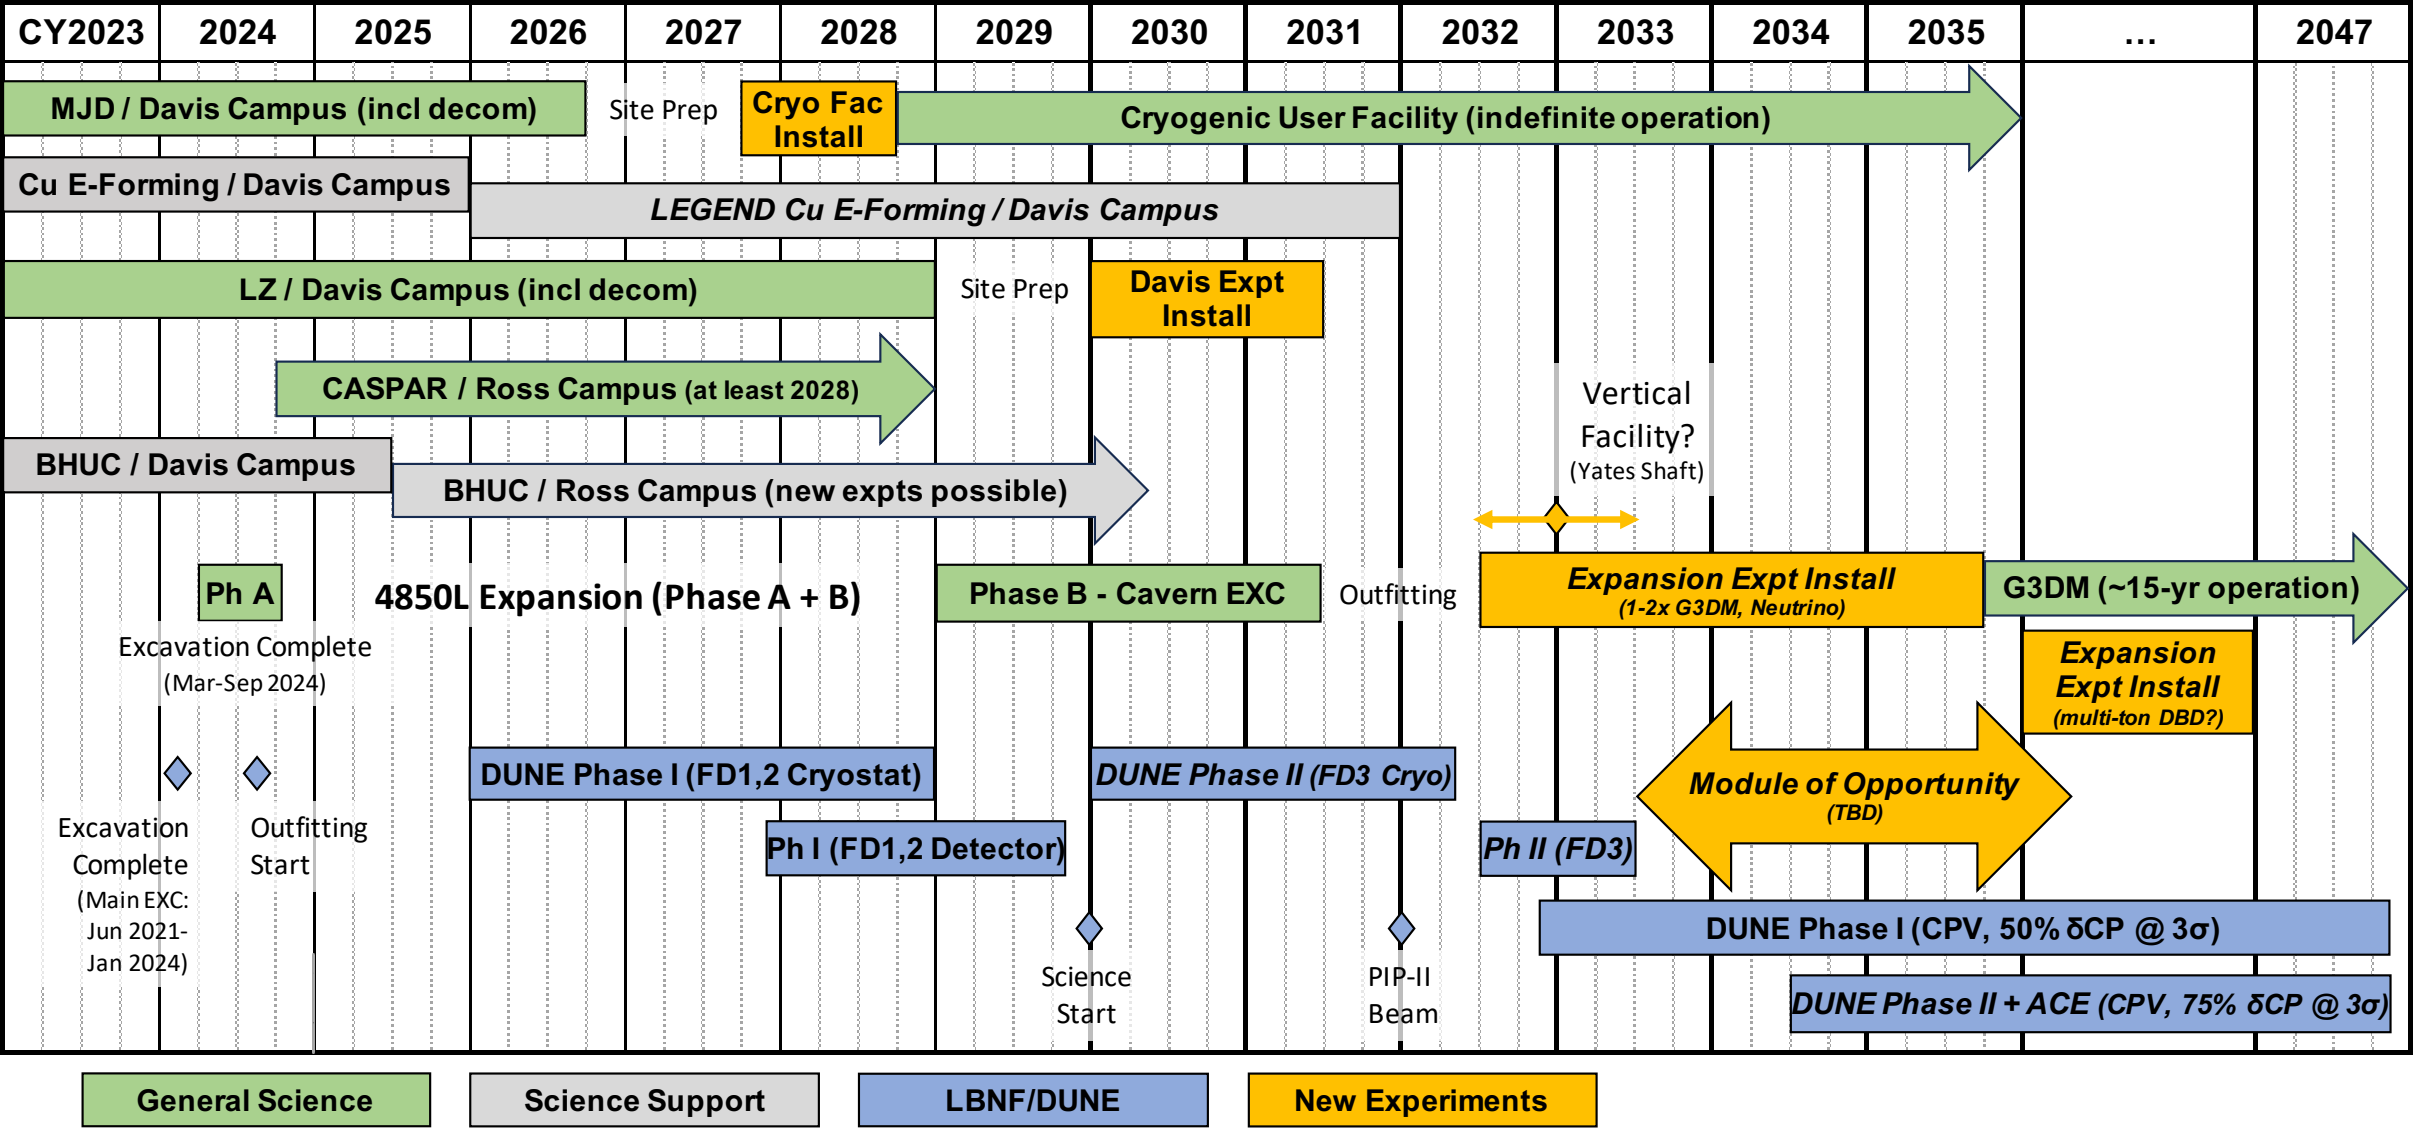 CY2023 2024 2025 2026 2027 2028 2029 2030 2031 2032 2033 2034 2035 ... 2047
MJD / Davis Campus (incl decom)
Site Prep
Cryo Fac
Install
Cryogenic User Facility (indefinite operation)
Cu E-Forming / Davis Campus
LEGEND Cu E-Forming / Davis Campus
LZ / Davis Campus (incl decom)
Site Prep
Davis Expt
Install
CASPAR / Ross Campus (at least 2028)
Vertical
Facility?
(Yates Shaft)
BHUC / Davis Campus
BHUC / Ross Campus (new expts possible)
Ph A
4850L Expansion (Phase A + B)
Phase B - Cavern EXC
Outfitting
Expansion Expt Install
(1-2x G3DM, Neutrino)
G3DM (~15-yr operation)
Excavation Complete
(Mar-Sep 2024)
Expansion
Expt Install
(multi-ton DBD?)
DUNE Phase I (FD1,2 Cryostat)
DUNE Phase II (FD3 Cryo)
Module of Opportunity
(TBD)
Excavation
Complete
(Main EXC:
Jun 2021-
Jan 2024)
Outfitting
Start
Ph I (FD1,2 Detector)
Ph II (FD3)
DUNE Phase I (CPV, 50% δCP @ 3σ)
Science
Start
PIP-II
Beam
DUNE Phase II + ACE (CPV, 75% δCP @ 3σ)
General Science
Science Support
LBNF/DUNE
New Experiments